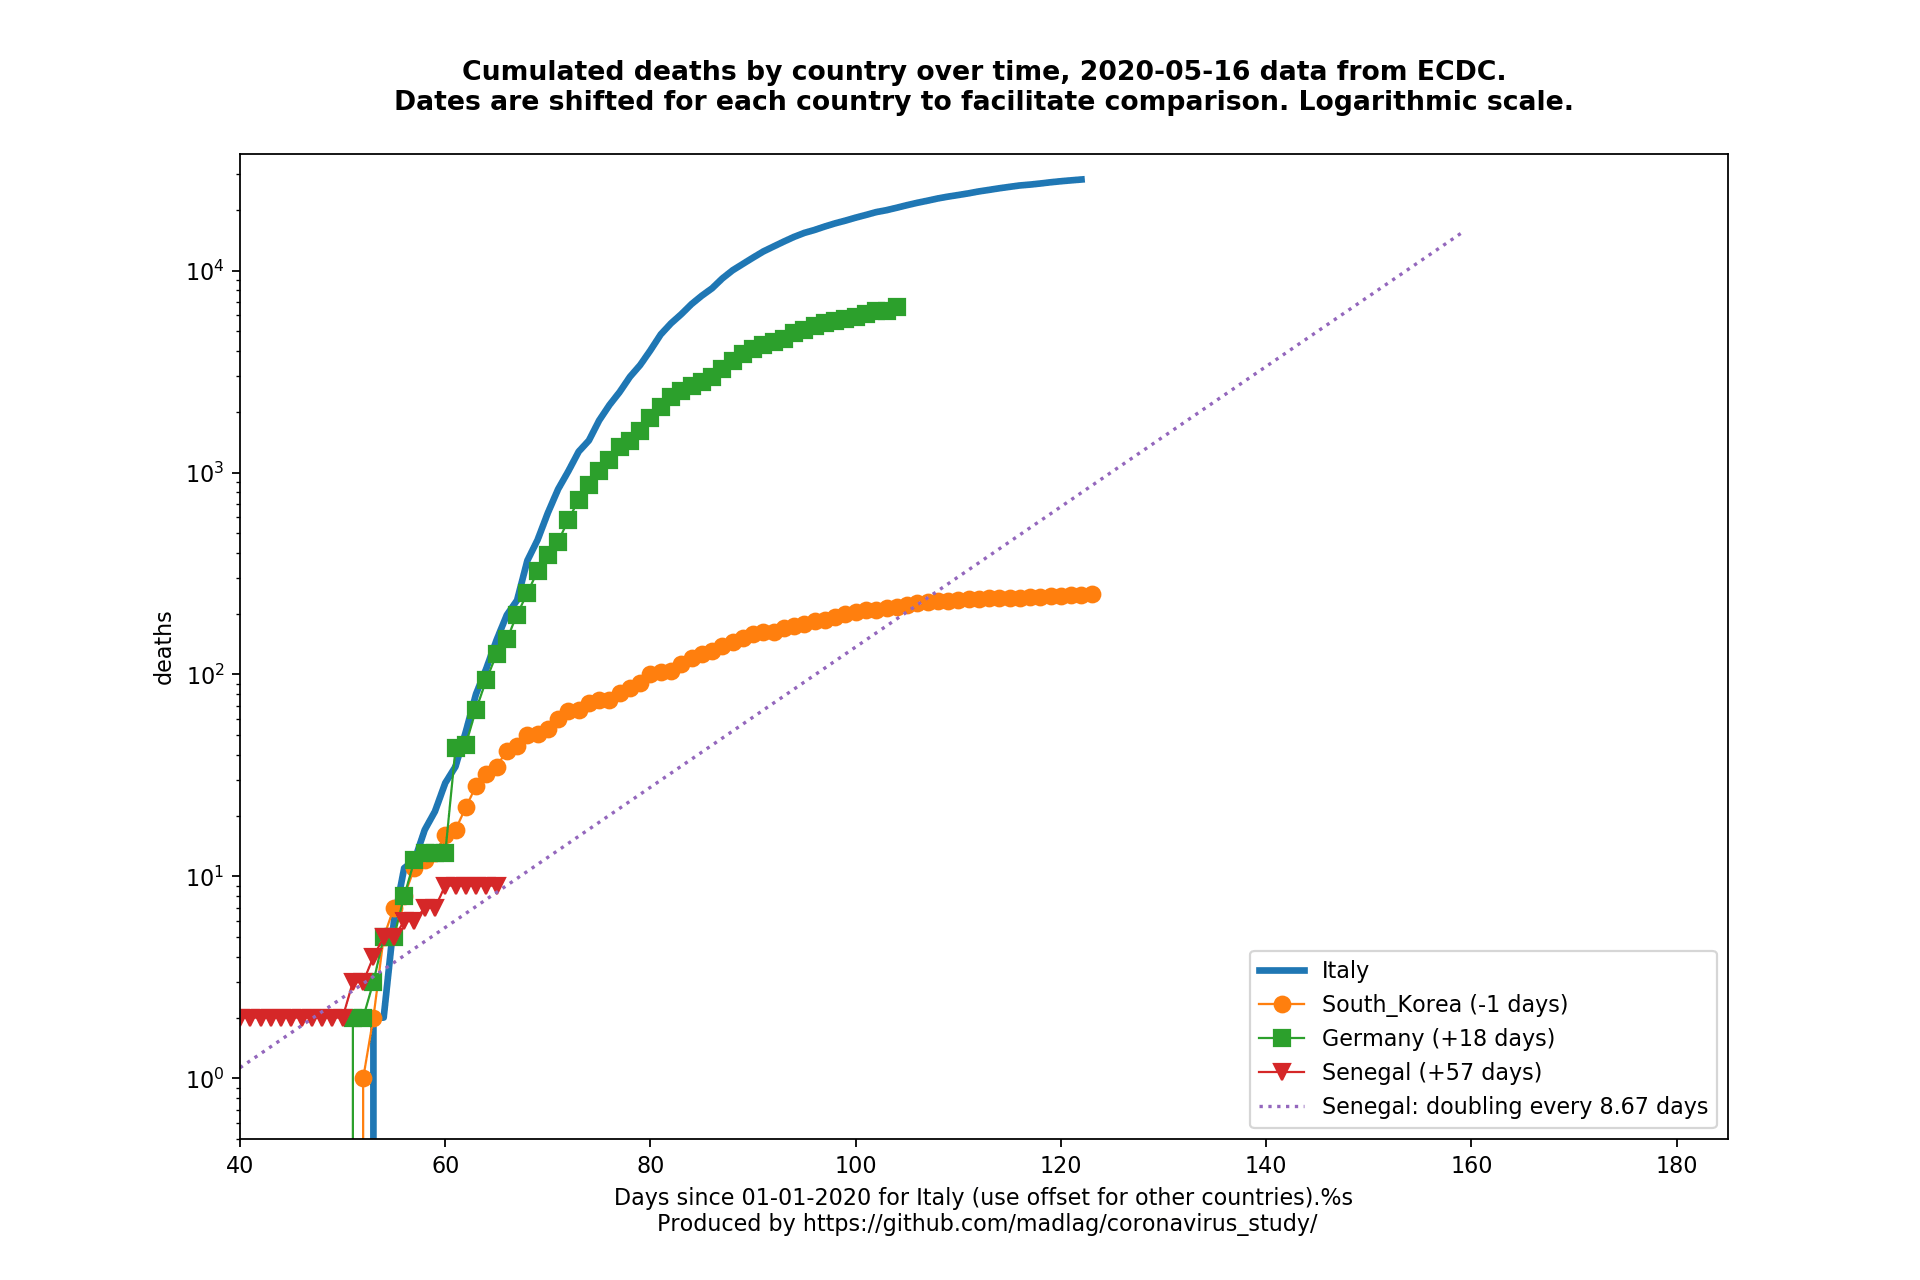 Cumulated deaths by country over time, 2020-05-16 data from ECDC.
Dates are shifted for each country to facilitate comparison. Logarithmic scale.
10⁴
10³
10²
10¹
10⁰
deaths
40 60 80 100 120 140 160 180
Days since 01-01-2020 for Italy (use offset for other countries).%s
Produced by https://github.com/madlag/coronavirus_study/
Italy
South_Korea (-1 days)
Germany (+18 days)
Senegal (+57 days)
Senegal: doubling every 8.67 days